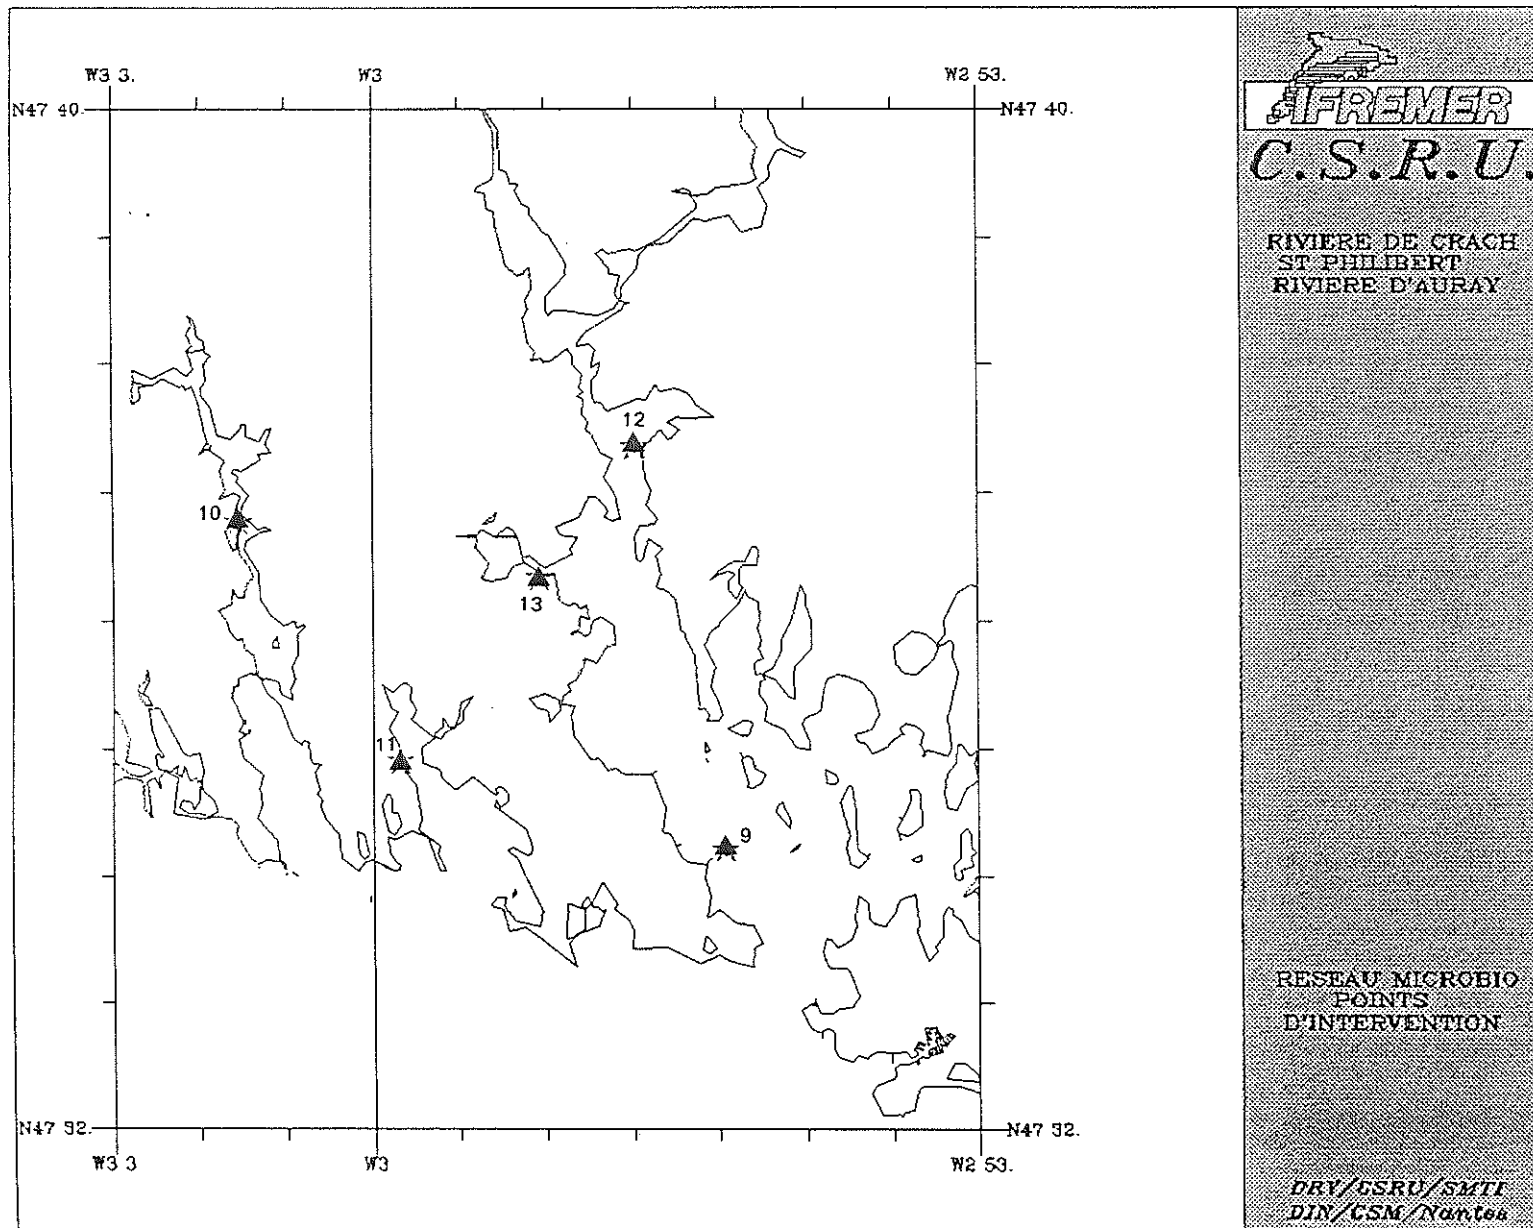 W3 3.
W3
W2 53.
N47 40.
N47 40.
IFREMER
C.S.R.U.
RIVIERE DE CRACH
ST PHILIBERT
RIVIERE D'AURAY
12
10
13
11
9
RESEAU MICROBIO
POINTS
D'INTERVENTION
N47 32.
N47 32.
W3 3
W3
W2 53.
DRV/CSRU/SMTI
DIN/CSM/Nantes